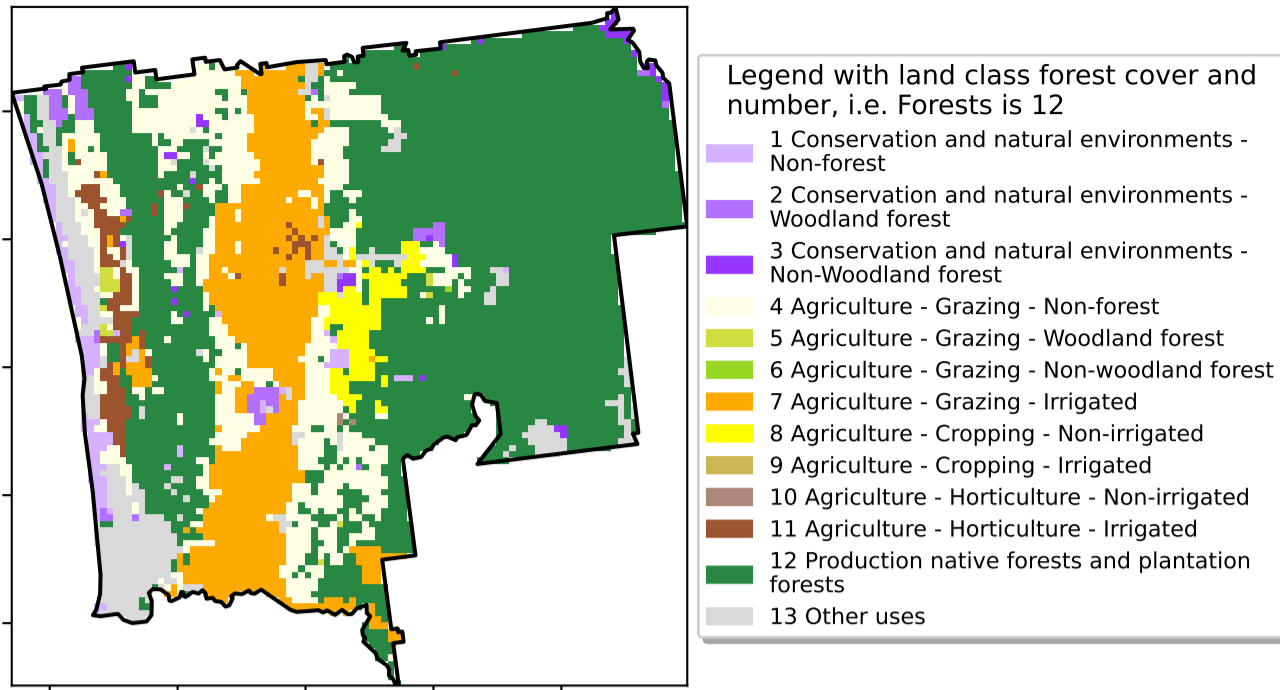 Legend with land class forest cover and
number, i.e. Forests is 12
1 Conservation and natural environments -
Non-forest
2 Conservation and natural environments -
Woodland forest
3 Conservation and natural environments -
Non-Woodland forest
4 Agriculture - Grazing - Non-forest
5 Agriculture - Grazing - Woodland forest
6 Agriculture - Grazing - Non-woodland forest
7 Agriculture - Grazing - Irrigated
8 Agriculture - Cropping - Non-irrigated
9 Agriculture - Cropping - Irrigated
10 Agriculture - Horticulture - Non-irrigated
11 Agriculture - Horticulture - Irrigated
12 Production native forests and plantation
forests
13 Other uses